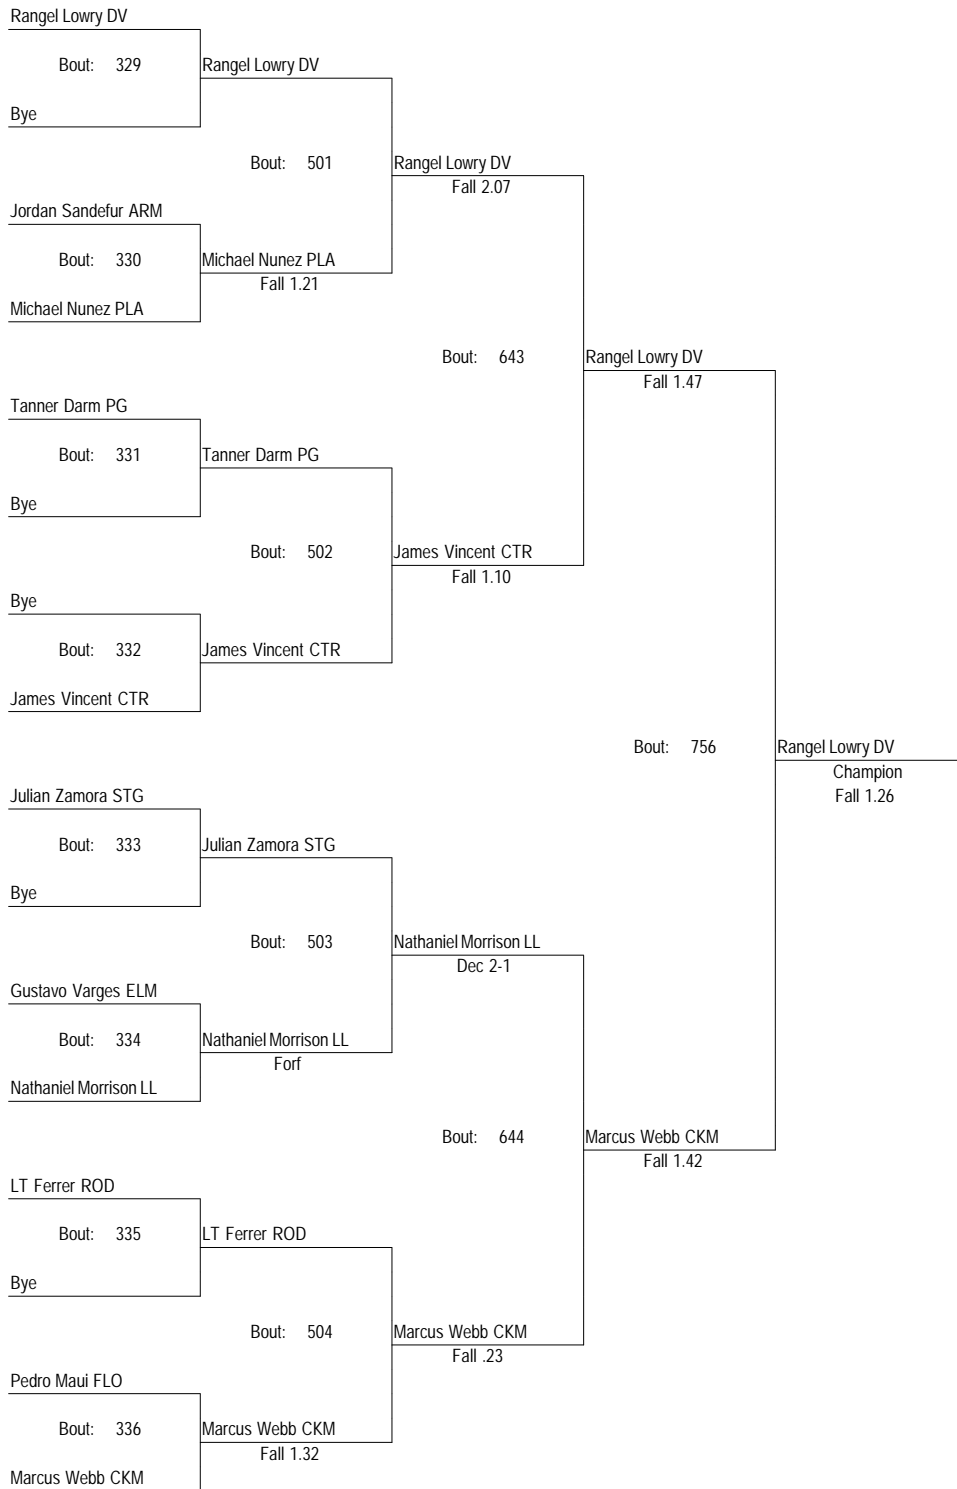 Rangel Lowry DV
Bout: 329
Rangel Lowry DV
Bye
Bout: 501
Rangel Lowry DV
Fall 2.07
Jordan Sandefur ARM
Bout: 330
Michael Nunez PLA
Fall 1.21
Michael Nunez PLA
Bout: 643
Rangel Lowry DV
Fall 1.47
Tanner Darm PG
Bout: 331
Tanner Darm PG
Bye
Bout: 502
James Vincent CTR
Fall 1.10
Bye
Bout: 332
James Vincent CTR
James Vincent CTR
Bout: 756
Rangel Lowry DV
Champion
Fall 1.26
Julian Zamora STG
Bout: 333
Julian Zamora STG
Bye
Bout: 503
Nathaniel Morrison LL
Dec 2-1
Gustavo Varges ELM
Bout: 334
Nathaniel Morrison LL
Forf
Nathaniel Morrison LL
Bout: 644
Marcus Webb CKM
Fall 1.42
LT Ferrer ROD
Bout: 335
LT Ferrer ROD
Bye
Bout: 504
Marcus Webb CKM
Fall .23
Pedro Maui FLO
Bout: 336
Marcus Webb CKM
Fall 1.32
Marcus Webb CKM